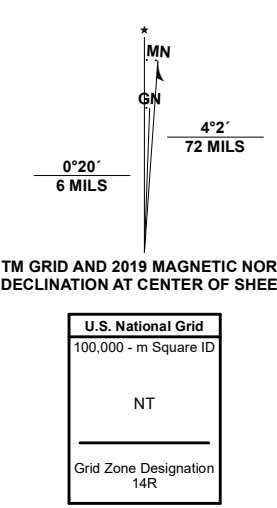 ★
MN
GN
4°2´
72 MILS
0°20´
6 MILS
TM GRID AND 2019 MAGNETIC NOR
DECLINATION AT CENTER OF SHEE
U.S. National Grid
100,000 - m Square ID
NT
Grid Zone Designation
14R